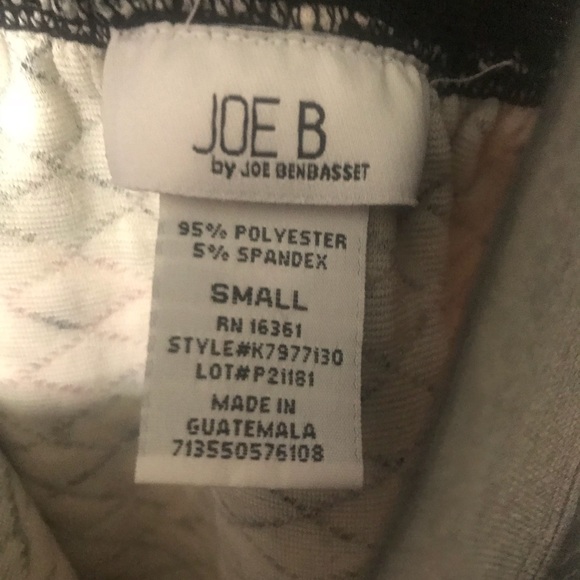 JOE B
by JOE BENBASSET
95% POLYESTER
5% SPANDEX
SMALL
RN 16361
STYLE#K7977130
LOT#P21181
MADE IN
GUATEMALA
713550576108